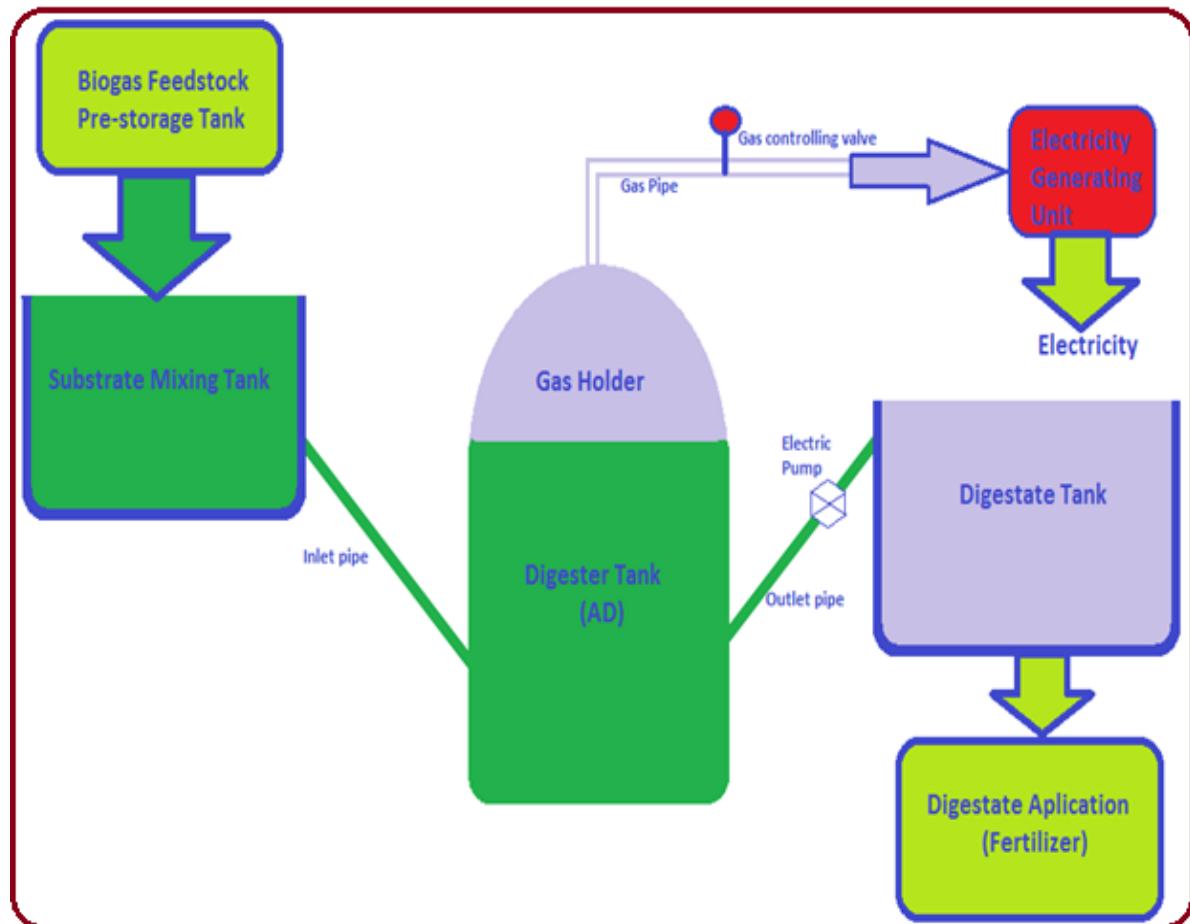 Biogas Feedstock
Pre-storage Tank
Gas controlling valve
Gas Pipe
Electricity
Generating
Unit
Electricity
Substrate Mixing Tank
Gas Holder
Electric
Pump
Digestate Tank
Inlet pipe
Digester Tank
(AD)
Outlet pipe
Digestate Aplication
(Fertilizer)